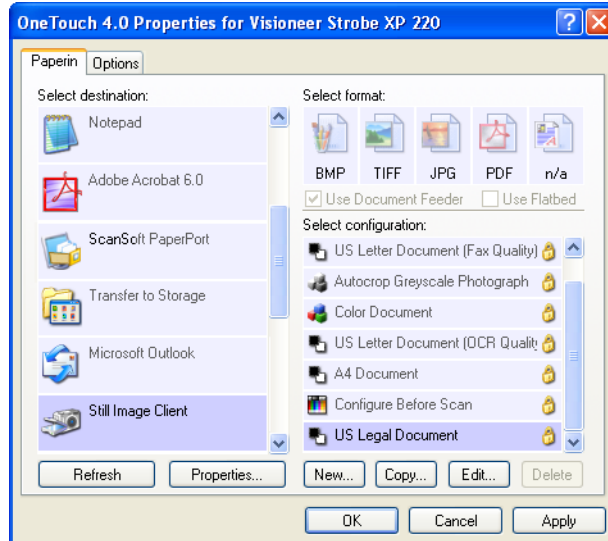 OneTouch 4.0 Properties for Visioneer Strobe XP 220
Paperin
Options
Select destination:
Notepad
Adobe Acrobat 6.0
ScanSoft PaperPort
Transfer to Storage
Microsoft Outlook
Still Image Client
Refresh
Properties...
Select format:
BMP
TIFF
JPG
PDF
n/a
Use Document Feeder
Use Flatbed
Select configuration:
US Letter Document (Fax Quality)
Autocrop Greyscale Photograph
Color Document
US Letter Document (OCR Qualit
A4 Document
Configure Before Scan
US Legal Document
New...
Copy...
Edit...
Delete
OK
Cancel
Apply